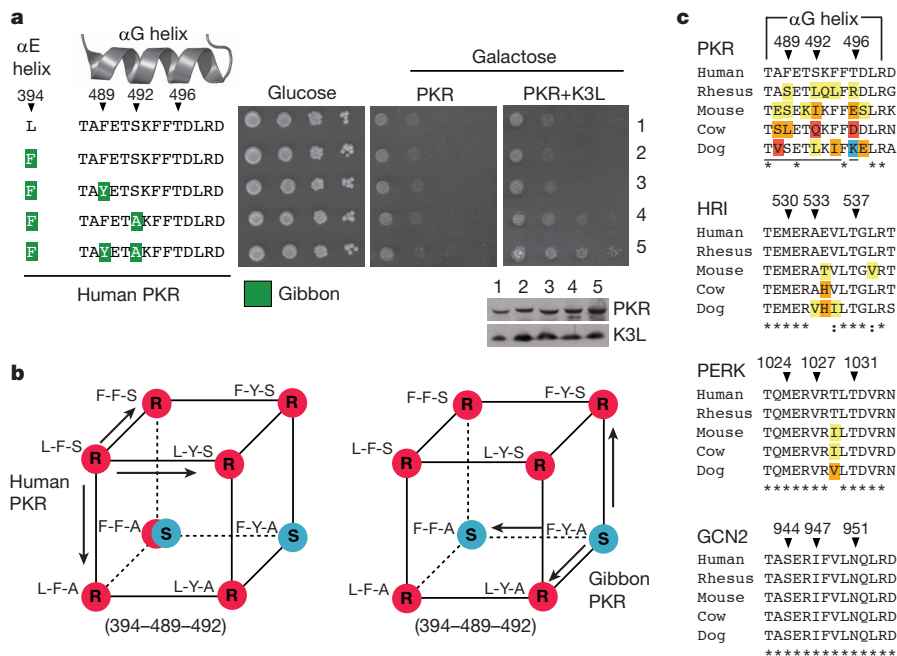 a
αE helix
αG helix
394
489 492 496
Glucose
Galactose
PKR
PKR+K3L
L TAFETSKFFTDLRD 1
F TAFETSKFFTDLRD 2
F TAYETSKFFTDLRD 3
F TAFETAKFFTDLRD 4
F TAYETAKFFTDLRD 5
Human PKR
Gibbon
1 2 3 4 5
PKR
K3L
b
F-F-S R F-Y-S R
L-F-S R L-Y-S R
Human PKR
F-F-A S F-Y-A S
L-F-A R L-Y-A R
(394–489–492)
F-F-S R F-Y-S R
L-F-S R L-Y-S R
F-F-A S F-Y-A S
Gibbon PKR
L-F-A R L-Y-A R
(394–489–492)
c
αG helix
PKR 489 492 496
Human TAFETSKFFTDLRD
Rhesus TASETLQLFRDLRG
Mouse TESEKIKFFESLRD
Cow TSLETQKFFDDLRN
Dog TVSETLKIFKELRA
* * **
HRI 530 533 537
Human TEMERAEVLTGLRT
Rhesus TEMERAEVLTGLRT
Mouse TEMERATVLTGVRT
Cow TEMERAHVLTGLRT
Dog TEMERVHILTGLRS
***** :***:*
PERK 1024 1027 1031
Human TQMERVRTLTDVRN
Rhesus TQMERVRTLTDVRN
Mouse TQMERVRILTDVRN
Cow TQMERVRILTDVRD
Dog TQMERVRVLTDVRN
******* *****
GCN2 944 947 951
Human TASERIFVLNQLRD
Rhesus TASERIFVLNQLRD
Mouse TASERIFVLNQLRD
Cow TASERIFVLNQLRD
Dog TASERIFVLNQLRD
**************